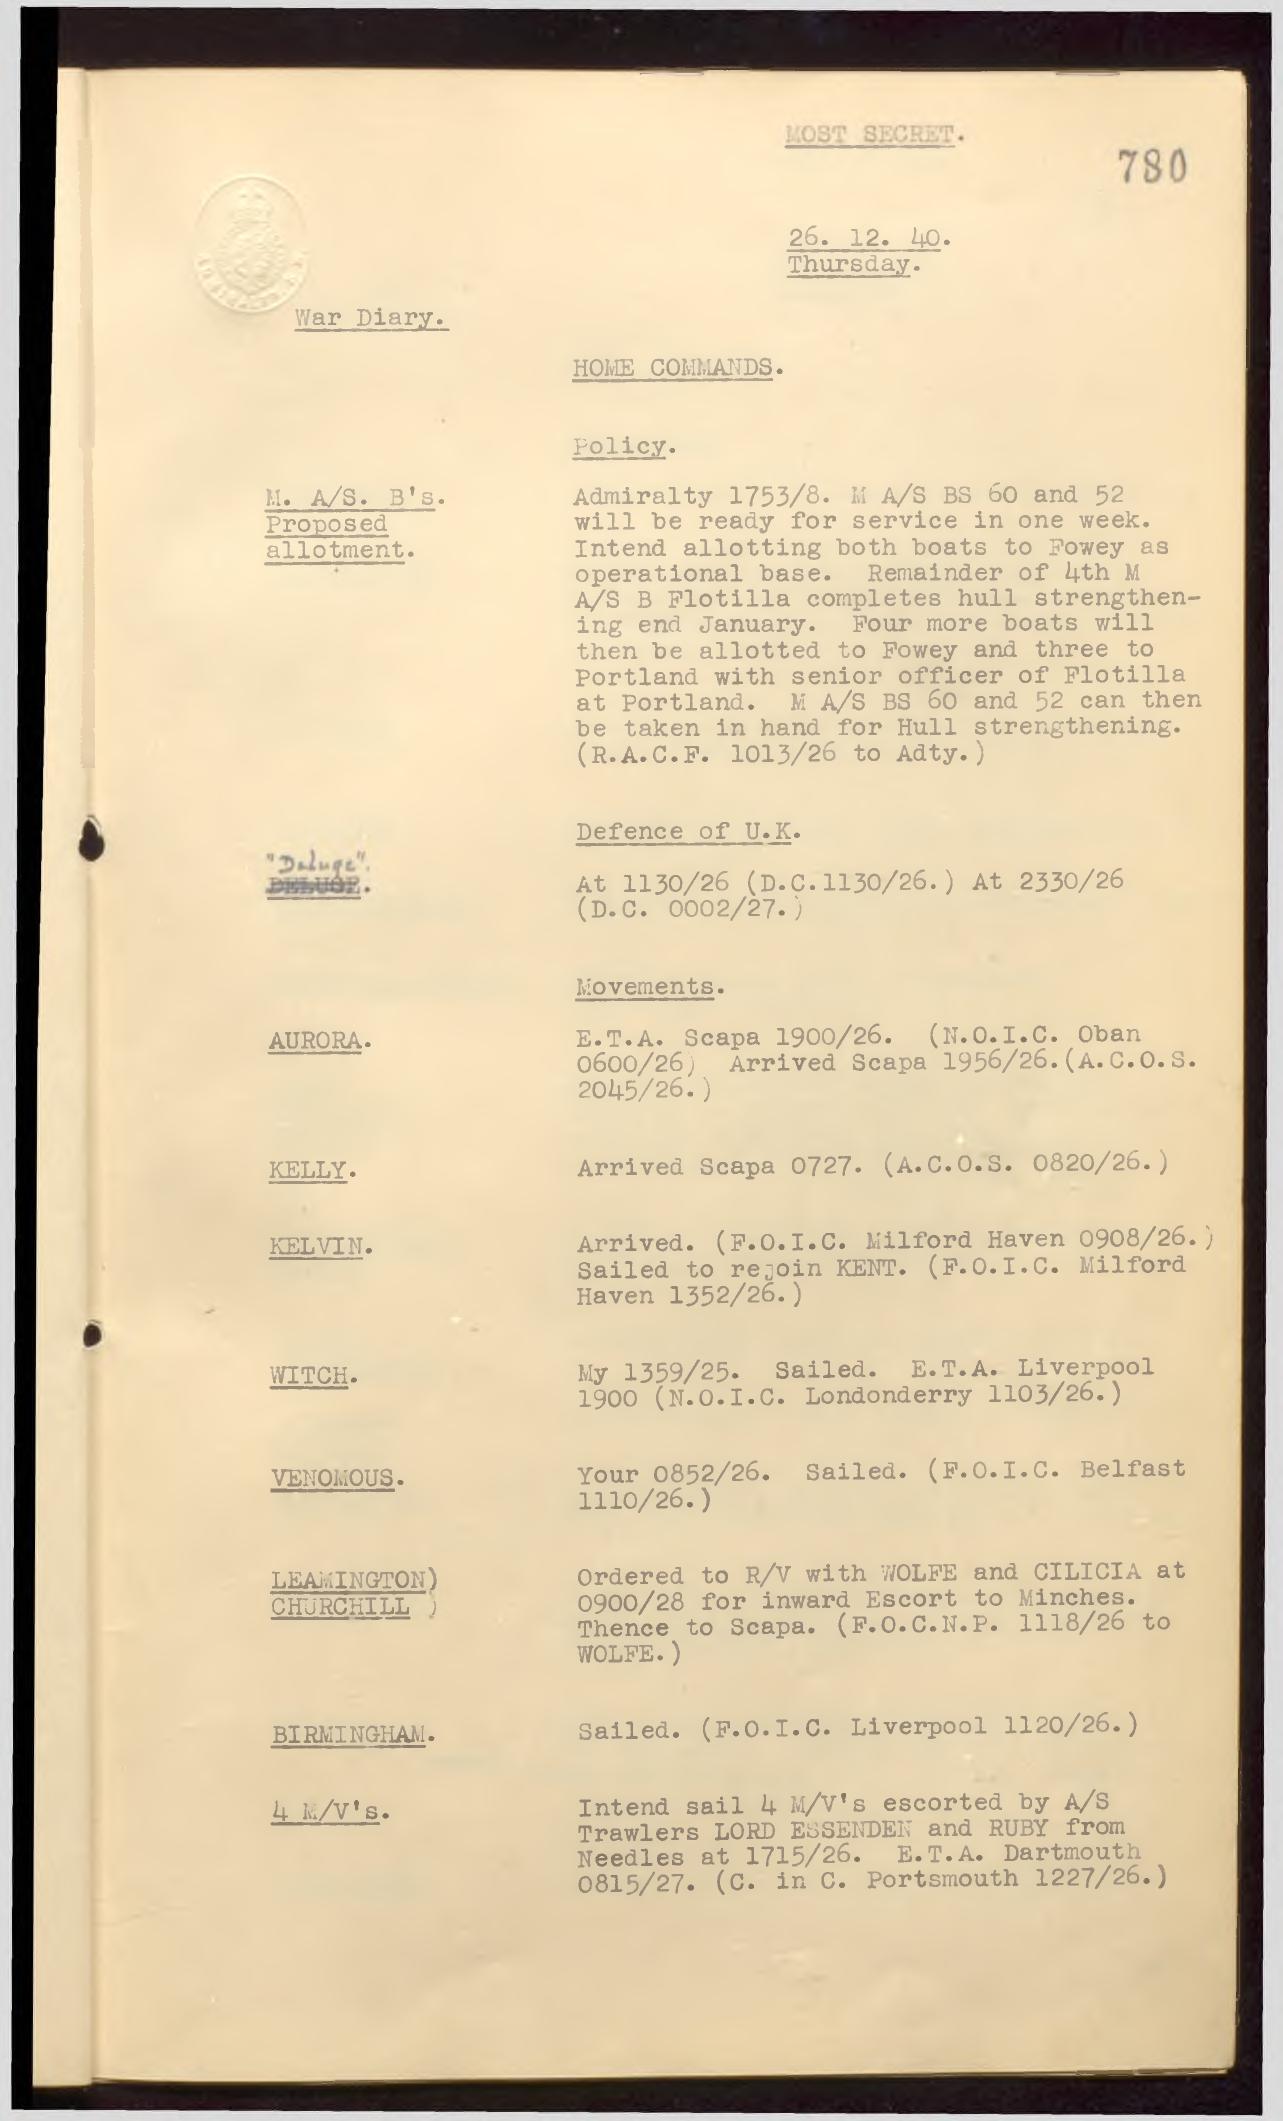 MOST SECRET.
780
26. 12. 40.
Thursday.
War Diary.
HOME COMMANDS.
Policy.
M. A/S. B's.
Proposed
allotment.
Admiralty 1753/8. M A/S BS 60 and 52
will be ready for service in one week.
Intend allotting both boats to Fowey as
operational base. Remainder of 4th M
A/S B Flotilla completes hull strengthen-
ing end January. Four more boats will
then be allotted to Fowey and three to
Portland with senior officer of Flotilla
at Portland. M A/S BS 60 and 52 can then
be taken in hand for Hull strengthening.
(R.A.C.F. 1013/26 to Adty.)
Defence of U.K.
"Deluge".
DELUGE.
At 1130/26 (D.C.1130/26.) At 2330/26
(D.C. 0002/27.)
Movements.
AURORA.
E.T.A. Scapa 1900/26. (N.O.I.C. Oban
0600/26) Arrived Scapa 1956/26.(A.C.O.S.
2045/26.)
KELLY.
Arrived Scapa 0727. (A.C.O.S. 0820/26.)
KELVIN.
Arrived. (F.O.I.C. Milford Haven 0908/26.)
Sailed to rejoin KENT. (F.O.I.C. Milford
Haven 1352/26.)
WITCH.
My 1359/25. Sailed. E.T.A. Liverpool
1900 (N.O.I.C. Londonderry 1103/26.)
VENOMOUS.
Your 0852/26. Sailed. (F.O.I.C. Belfast
1110/26.)
LEAMINGTON)
CHURCHILL )
Ordered to R/V with WOLFE and CILICIA at
0900/28 for inward Escort to Minches.
Thence to Scapa. (F.O.C.N.P. 1118/26 to
WOLFE.)
BIRMINGHAM.
Sailed. (F.O.I.C. Liverpool 1120/26.)
4 M/V's.
Intend sail 4 M/V's escorted by A/S
Trawlers LORD ESSENDEN and RUBY from
Needles at 1715/26. E.T.A. Dartmouth
0815/27. (C. in C. Portsmouth 1227/26.)